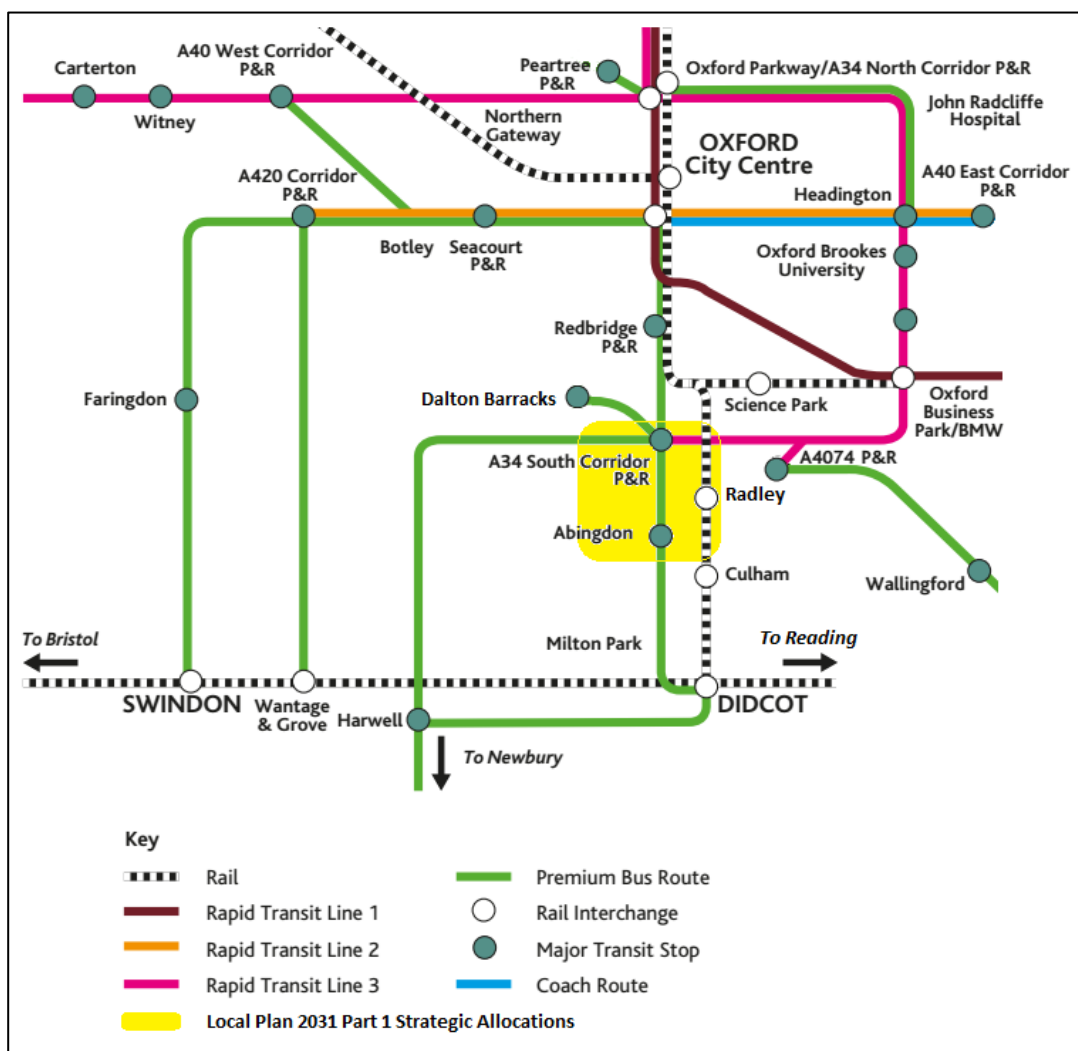 A40 West Corridor
P&R
Carterton
Witney
Peartree
P&R
Oxford Parkway/A34 North Corridor P&R
Northern
Gateway
John Radcliffe
Hospital
OXFORD
City Centre
A420 Corridor
P&R
Headington
A40 East Corridor
P&R
Botley
Seacourt
P&R
Oxford Brookes
University
Redbridge
P&R
Faringdon
Dalton Barracks
Science Park
Oxford
Business
Park/BMW
A34 South Corridor
P&R
A4074 P&R
Radley
Abingdon
Culham
Wallingford
To Bristol
Milton Park
To Reading
SWINDON
Wantage
& Grove
Harwell
DIDCOT
To Newbury
Key
Rail
Premium Bus Route
Rapid Transit Line 1
Rail Interchange
Rapid Transit Line 2
Major Transit Stop
Rapid Transit Line 3
Coach Route
Local Plan 2031 Part 1 Strategic Allocations